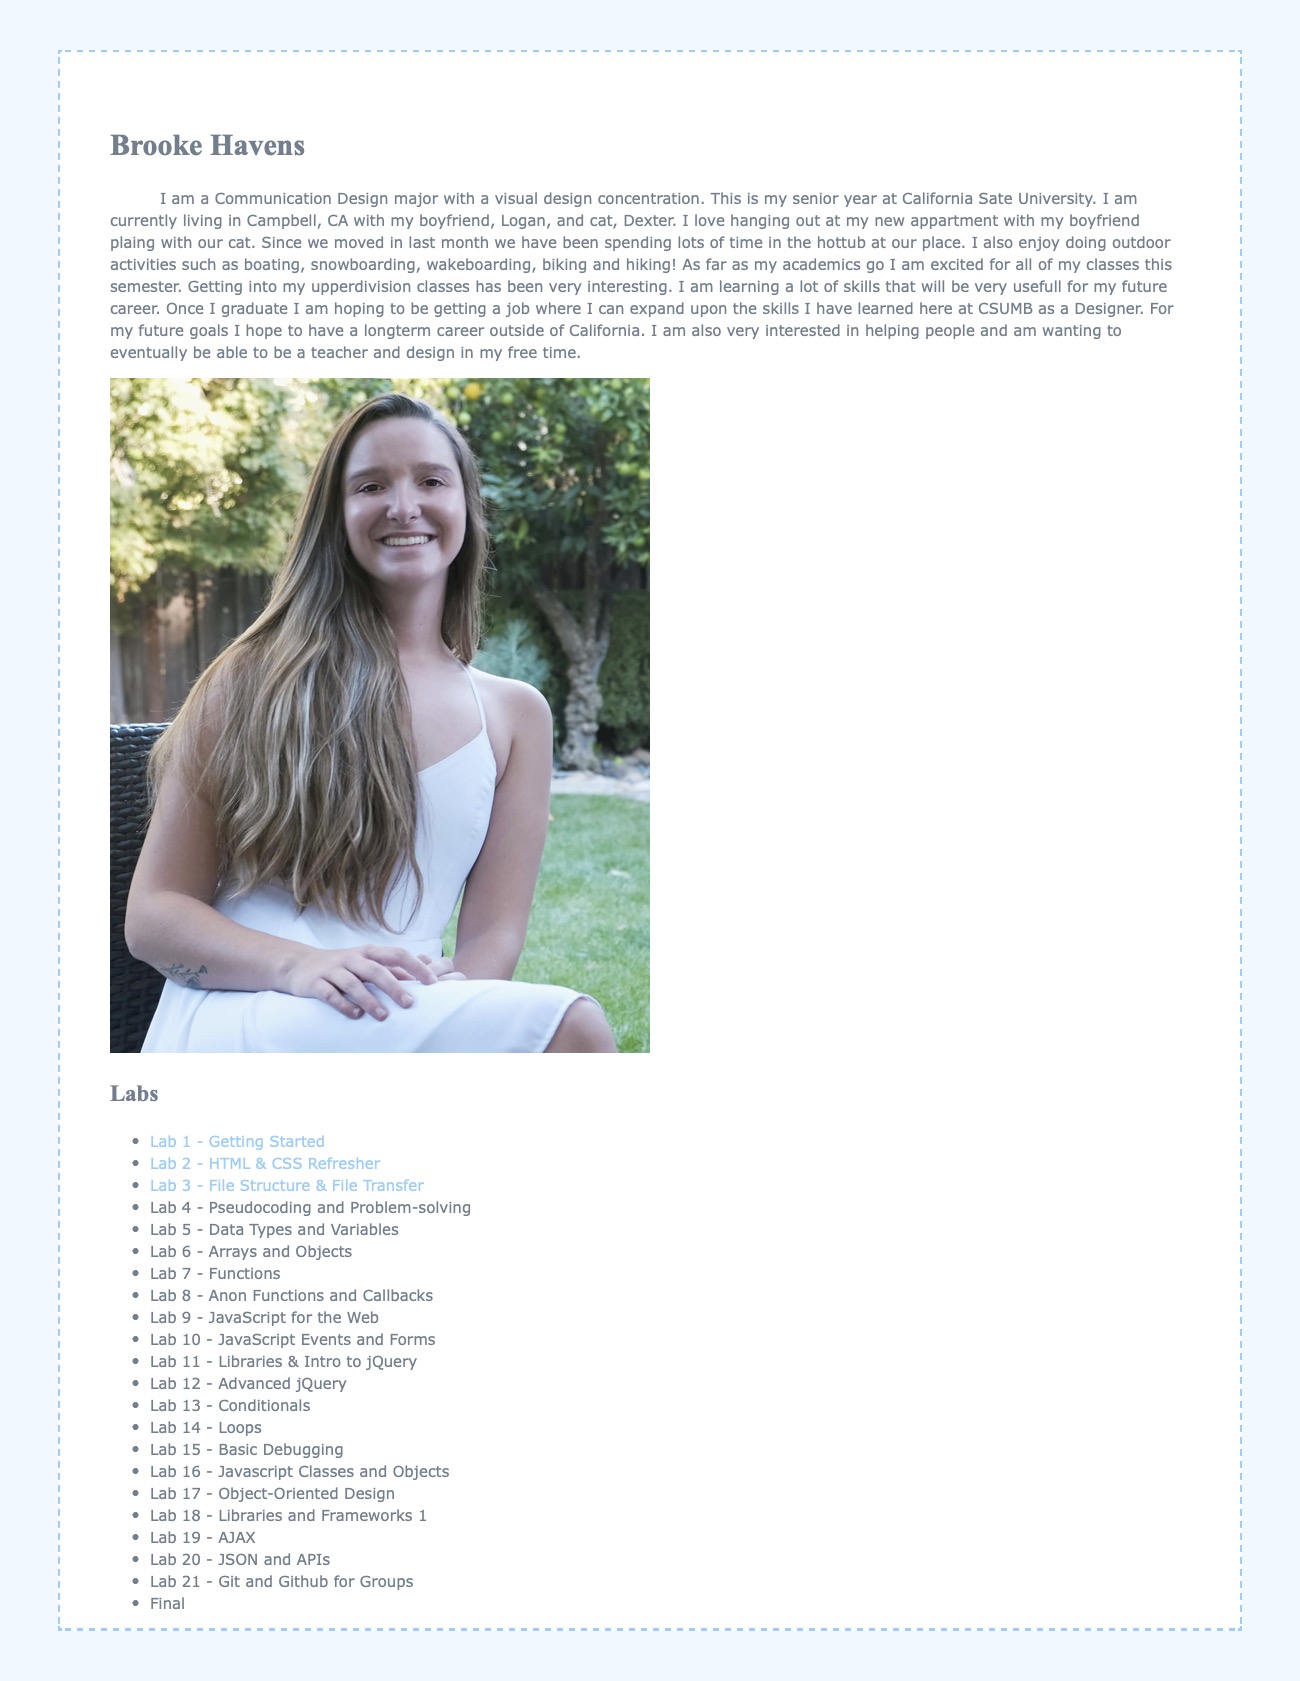 Brooke Havens
I am a Communication Design major with a visual design concentration. This is my senior year at California Sate University. I am
currently living in Campbell, CA with my boyfriend, Logan, and cat, Dexter. I love hanging out at my new appartment with my boyfriend
plaing with our cat. Since we moved in last month we have been spending lots of time in the hottub at our place. I also enjoy doing outdoor
activities such as boating, snowboarding, wakeboarding, biking and hiking! As far as my academics go I am excited for all of my classes this
semester. Getting into my upperdivision classes has been very interesting. I am learning a lot of skills that will be very usefull for my future
career. Once I graduate I am hoping to be getting a job where I can expand upon the skills I have learned here at CSUMB as a Designer. For
my future goals I hope to have a longterm career outside of California. I am also very interested in helping people and am wanting to
eventually be able to be a teacher and design in my free time.
Labs
Lab 1 - Getting Started
Lab 2 - HTML & CSS Refresher
Lab 3 - File Structure & File Transfer
Lab 4 - Pseudocoding and Problem-solving
Lab 5 - Data Types and Variables
Lab 6 - Arrays and Objects
Lab 7 - Functions
Lab 8 - Anon Functions and Callbacks
Lab 9 - JavaScript for the Web
Lab 10 - JavaScript Events and Forms
Lab 11 - Libraries & Intro to jQuery
Lab 12 - Advanced jQuery
Lab 13 - Conditionals
Lab 14 - Loops
Lab 15 - Basic Debugging
Lab 16 - Javascript Classes and Objects
Lab 17 - Object-Oriented Design
Lab 18 - Libraries and Frameworks 1
Lab 19 - AJAX
Lab 20 - JSON and APIs
Lab 21 - Git and Github for Groups
Final